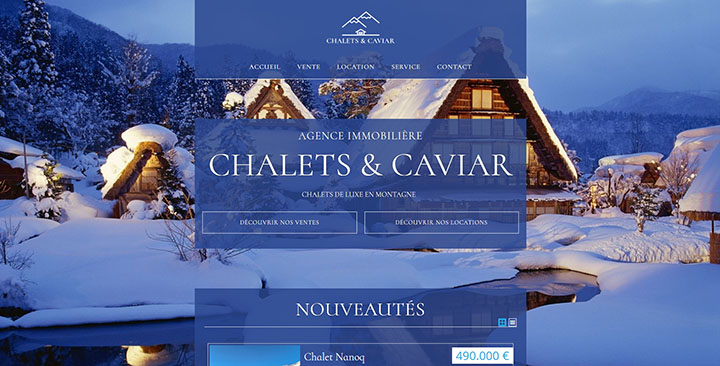 CHALETS & CAVIAR
ACCUEIL VENTE LOCATION SERVICE CONTACT
AGENCE IMMOBILIÈRE
CHALETS & CAVIAR
CHALETS DE LUXE EN MONTAGNE
DÉCOUVRIR NOS VENTES DÉCOUVRIR NOS LOCATIONS
NOUVEAUTÉS
Chalet Nanoq 490.000 €